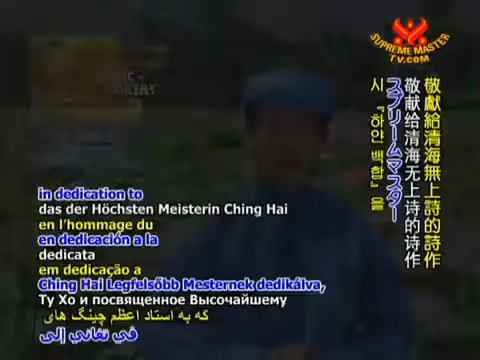 SUPREME MASTER
TV.COM
敬獻給清海無上詩的詩作
敬献给清海无上诗的诗作
スプリームマスター
시 『하얀 백합』을
in dedication to
das der Höchsten Meisterin Ching Hai
en l'hommage du
en dedicación a la
dedicata
em dedicação a
Ching Hai Legfelsőbb Mesternek dedikálva,
Ту Хо и посвященное Высочайшему
که به استاد اعظم چینگ های
في تفاني إلى